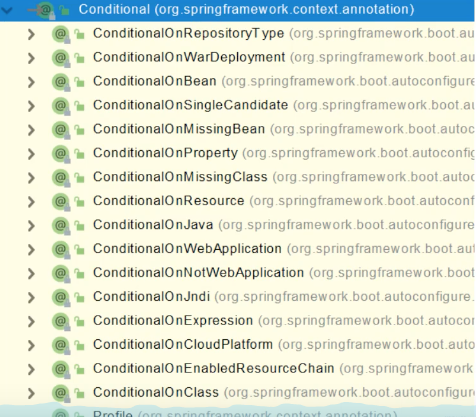 Conditional (org.springframework.context.annotation)
ConditionalOnRepositoryType (org.springframework.boot.au
ConditionalOnWarDeployment (org.springframework.boot.au
ConditionalOnBean (org.springframework.boot.autoconfigure
ConditionalOnSingleCandidate (org.springframework.boot.au
ConditionalOnMissingBean (org.springframework.boot.autoc
ConditionalOnProperty (org.springframework.boot.autoconfig
ConditionalOnMissingClass (org.springframework.boot.autoc
ConditionalOnResource (org.springframework.boot.autoconf
ConditionalOnJava (org.springframework.boot.autoconfigure
ConditionalOnWebApplication (org.springframework.boot.aut
ConditionalOnNotWebApplication (org.springframework.boot
ConditionalOnJndi (org.springframework.boot.autoconfigure.
ConditionalOnExpression (org.springframework.boot.autocon
ConditionalOnCloudPlatform (org.springframework.boot.auto
ConditionalOnEnabledResourceChain (org.springframework
ConditionalOnClass (org.springframework.boot.autoconfigur
Profile (org.springframework.context.annotation)